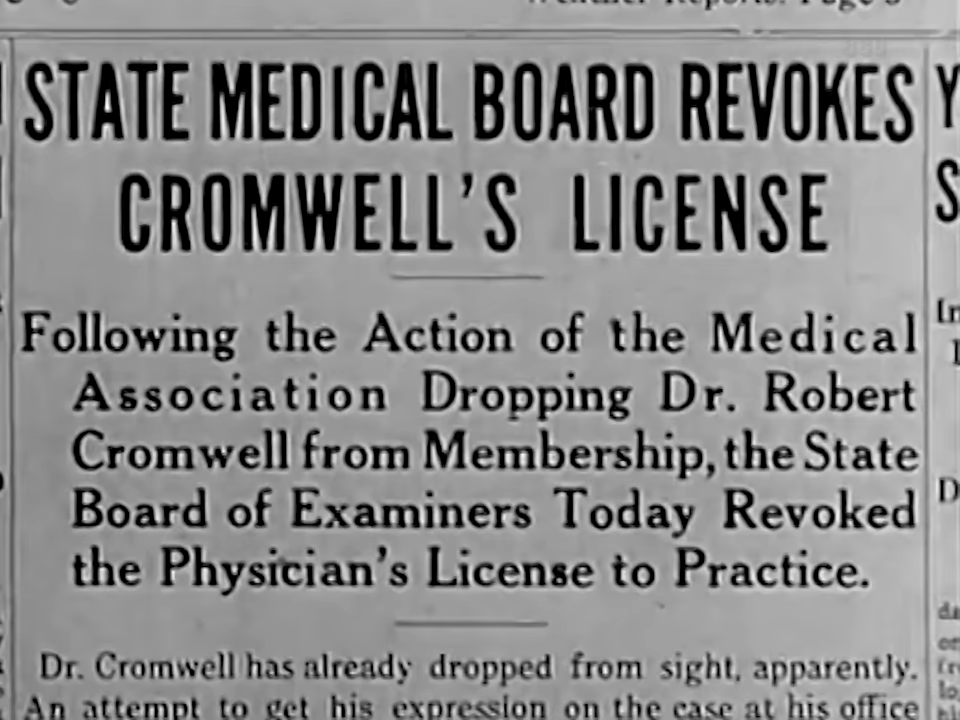 STATE MEDICAL BOARD REVOKES
CROMWELL'S LICENSE
Following the Action of the Medical
Association Dropping Dr. Robert
Cromwell from Membership, the State
Board of Examiners Today Revoked
the Physician's License to Practice.
Dr. Cromwell has already dropped from sight, apparently.
An attempt to get his expression on the case at his office